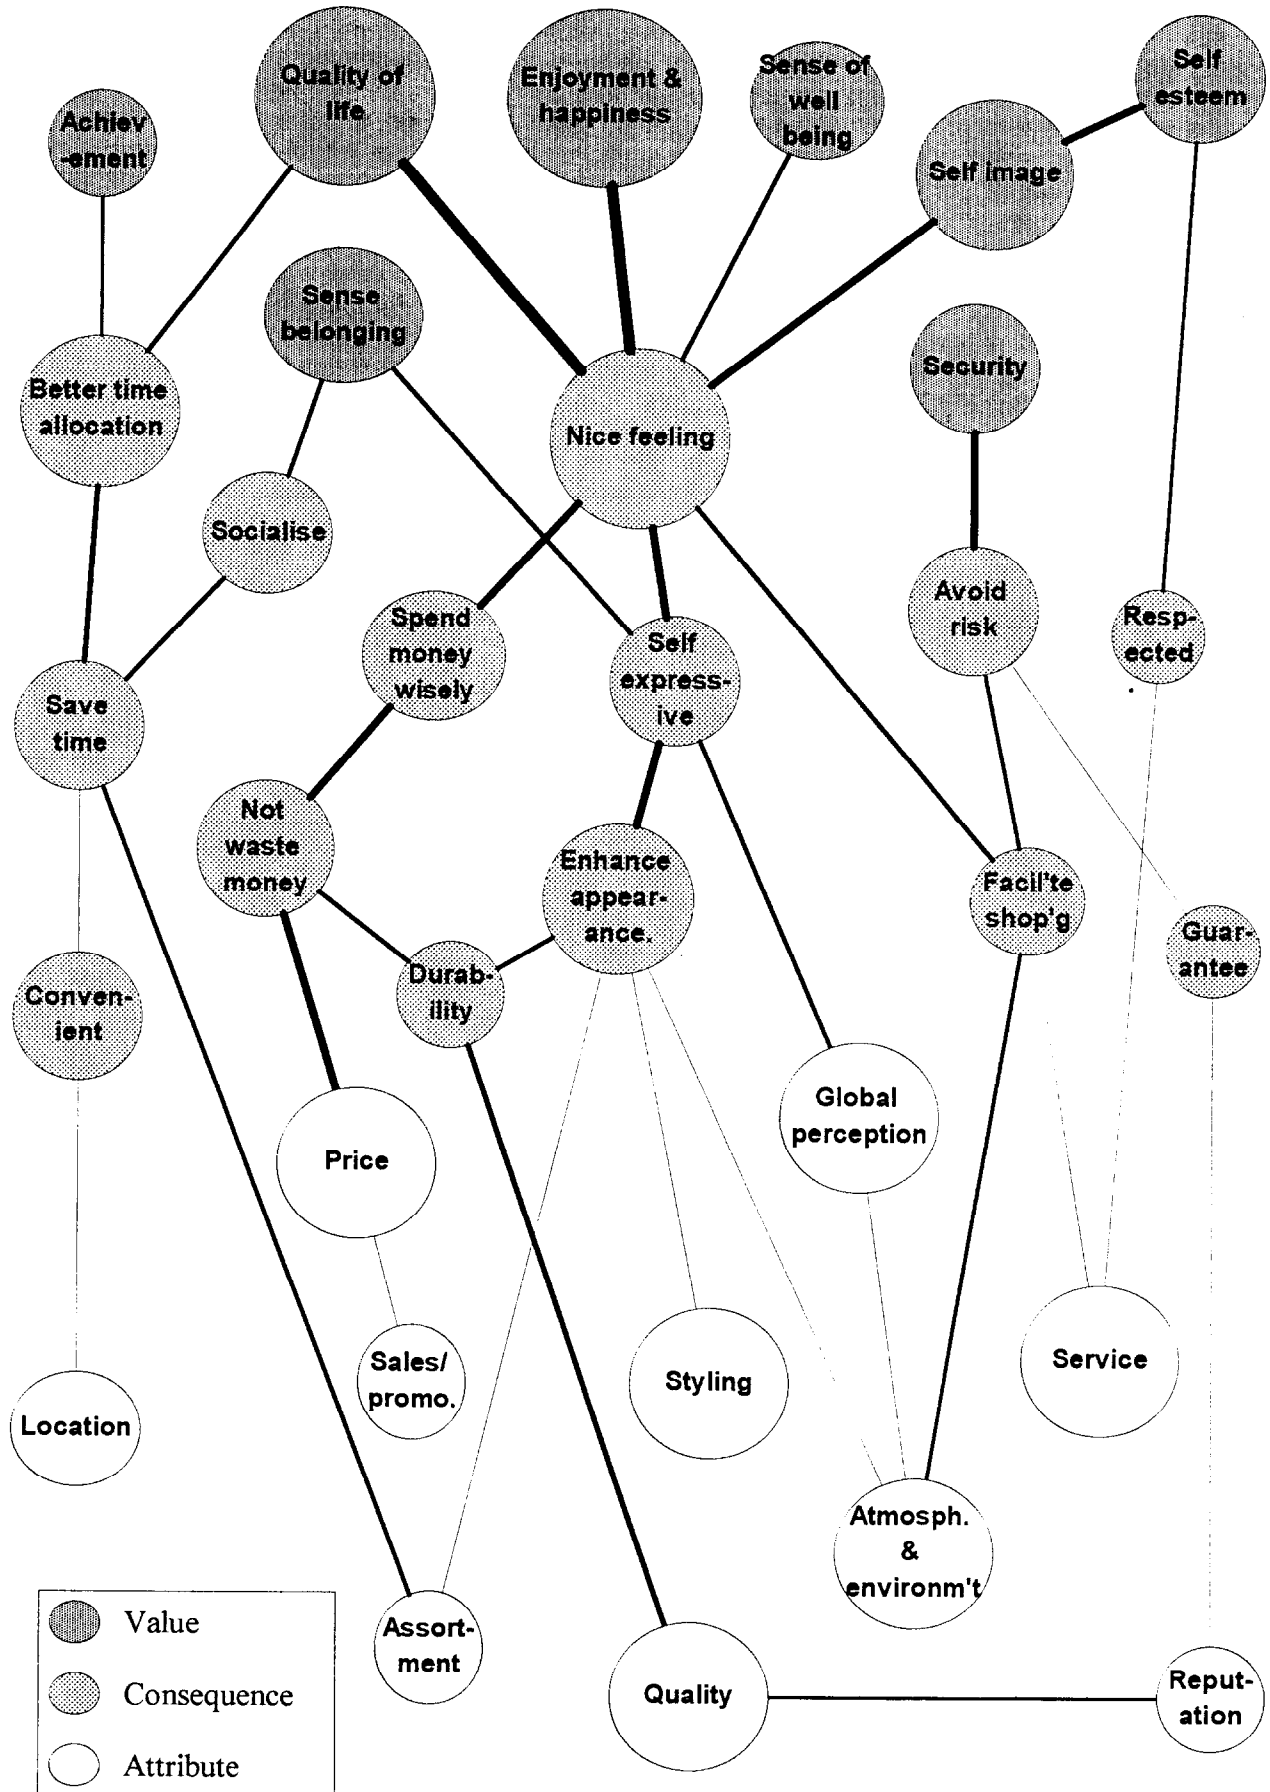 Quality of
life
Enjoyment &
happiness
Sense of
well
being
Self
esteem
Achiev
-ement
Self image
Sense
belonging
Security
Better time
allocation
Nice feeling
Socialise
Avoid
risk
Resp-
ected
Spend
money
wisely
Self
express-
ive
Save
time
Not
waste
money
Enhance
appear-
ance.
Facil'te
shop'g
Guar-
antee
Conven-
ient
Durab-
ility
Global
perception
Price
Sales/
promo.
Styling
Service
Location
Atmosph.
&
environm't
Assort-
ment
Quality
Reput-
ation
Value
Consequence
Attribute